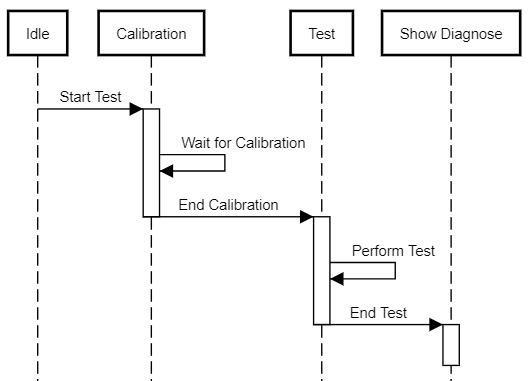 Idle
Calibration
Test
Show Diagnose
Start Test
Wait for Calibration
End Calibration
Perform Test
End Test